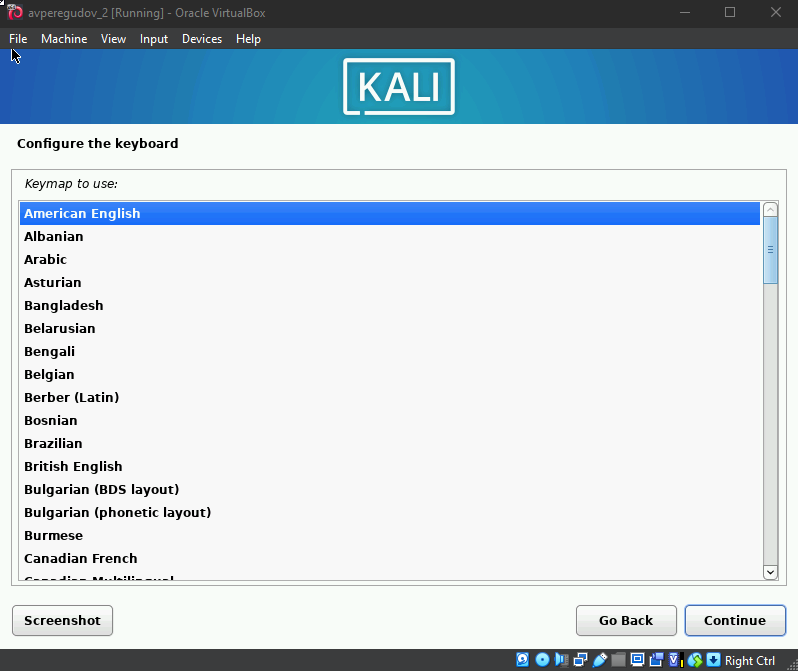 avperegudov_2 [Running] - Oracle VirtualBox
File Machine View Input Devices Help
KALI
Configure the keyboard
Keymap to use:
American English
Albanian
Arabic
Asturian
Bangladesh
Belarusian
Bengali
Belgian
Berber (Latin)
Bosnian
Brazilian
British English
Bulgarian (BDS layout)
Bulgarian (phonetic layout)
Burmese
Canadian French
Canadian Multilingual
Screenshot Go Back Continue
Right Ctrl